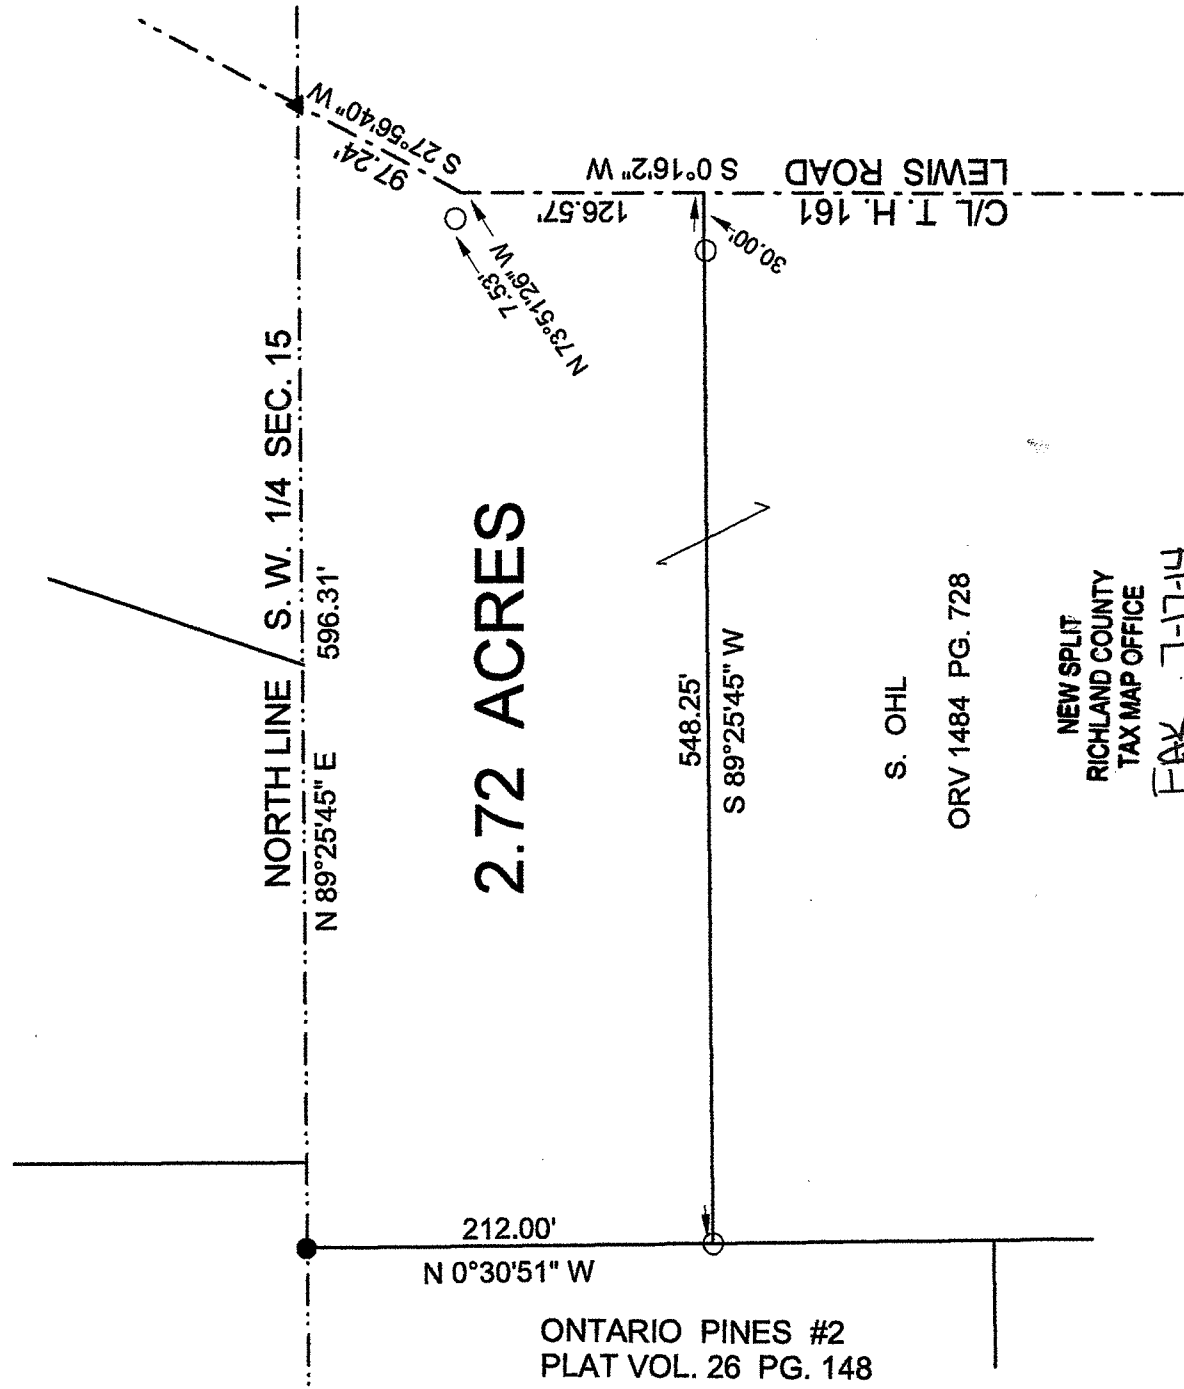 NORTH LINE S. W. 1/4 SEC. 15
N 89°25'45" E 596.31'
S 27°56'40" W
97.24'
S 0°16'2" W
126.57'
LEWIS ROAD
C/L T. H. 161
7.53'
N 73°51'26" W
30.00'
2.72 ACRES
548.25'
S 89°25'45" W
S. OHL
ORV 1484 PG. 728
NEW SPLIT
RICHLAND COUNTY
TAX MAP OFFICE
212.00'
N 0°30'51" W
ONTARIO PINES #2
PLAT VOL. 26 PG. 148